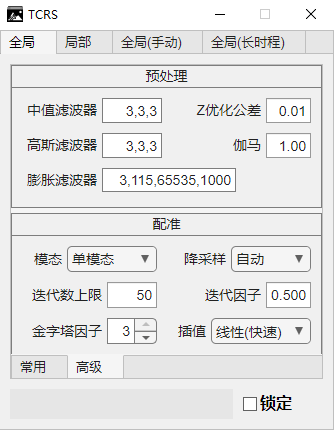 TCRS
全局 局部 全局(手动) 全局(长时程)
预处理
中值滤波器 3,3,3 Z优化公差 0.01
高斯滤波器 3,3,3 伽马 1.00
膨胀滤波器 3,115,65535,1000
配准
模态 单模态 降采样 自动
迭代数上限 50 迭代因子 0.500
金字塔因子 3 插值 线性(快速)
常用 高级
锁定